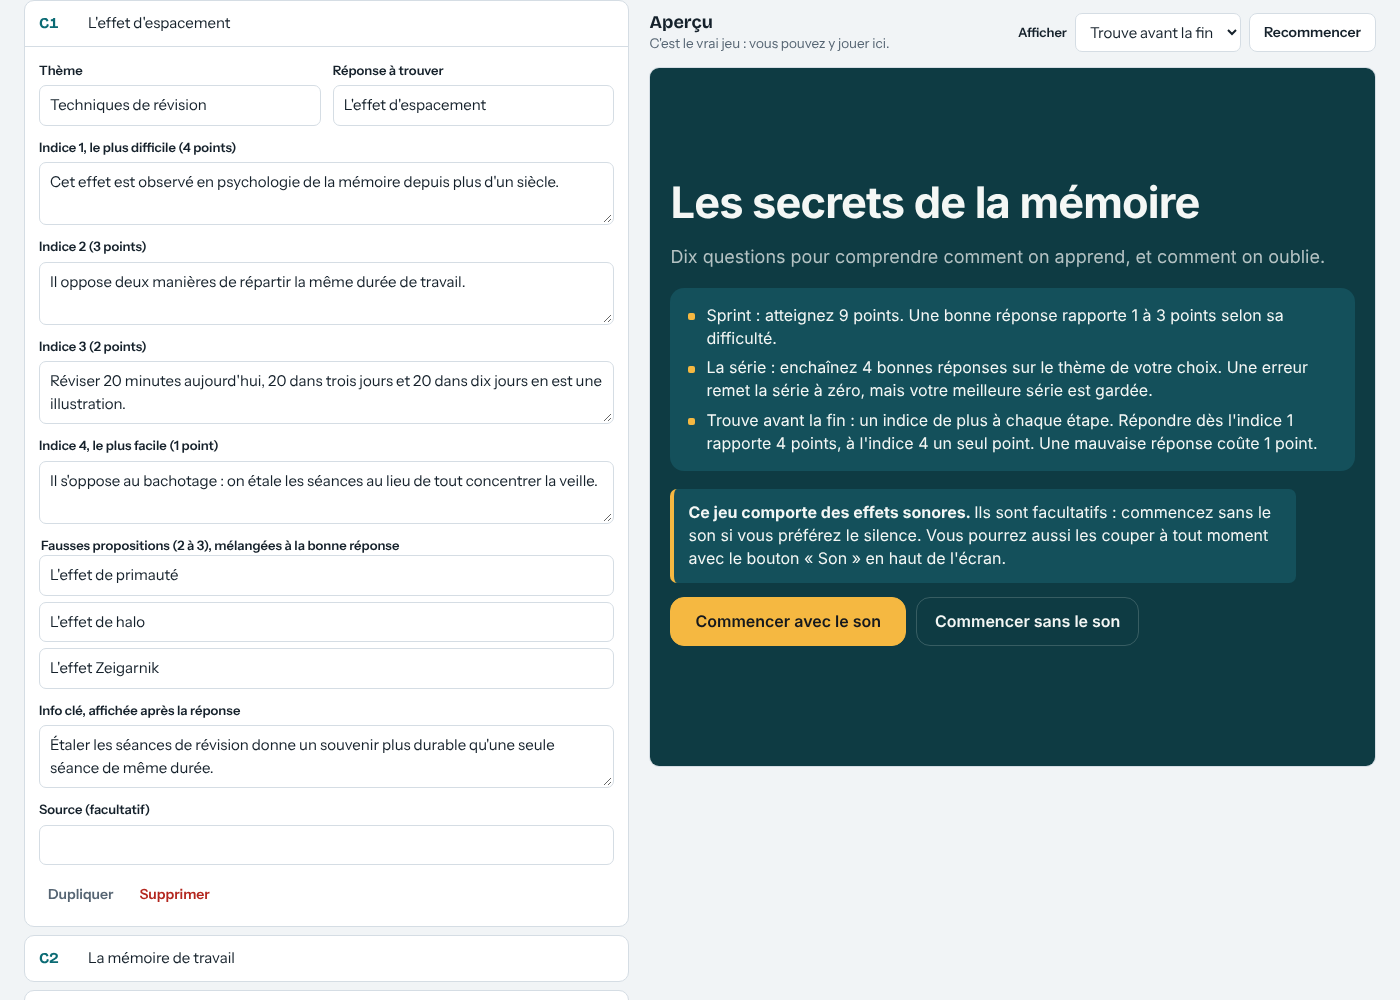 C1 L'effet d'espacement
Thème
Techniques de révision
Réponse à trouver
L'effet d'espacement
Indice 1, le plus difficile (4 points)
Cet effet est observé en psychologie de la mémoire depuis plus d'un siècle.
Indice 2 (3 points)
Il oppose deux manières de répartir la même durée de travail.
Indice 3 (2 points)
Réviser 20 minutes aujourd'hui, 20 dans trois jours et 20 dans dix jours en est une
illustration.
Indice 4, le plus facile (1 point)
Il s'oppose au bachotage : on étale les séances au lieu de tout concentrer la veille.
Fausses propositions (2 à 3), mélangées à la bonne réponse
L'effet de primauté
L'effet de halo
L'effet Zeigarnik
Info clé, affichée après la réponse
Étaler les séances de révision donne un souvenir plus durable qu'une seule
séance de même durée.
Source (facultatif)
Dupliquer Supprimer
C2 La mémoire de travail
Aperçu
C'est le vrai jeu : vous pouvez y jouer ici.
Afficher Trouve avant la fin Recommencer
Les secrets de la mémoire
Dix questions pour comprendre comment on apprend, et comment on oublie.
Sprint : atteignez 9 points. Une bonne réponse rapporte 1 à 3 points selon sa
difficulté.
La série : enchaînez 4 bonnes réponses sur le thème de votre choix. Une erreur
remet la série à zéro, mais votre meilleure série est gardée.
Trouve avant la fin : un indice de plus à chaque étape. Répondre dès l'indice 1
rapporte 4 points, à l'indice 4 un seul point. Une mauvaise réponse coûte 1 point.
Ce jeu comporte des effets sonores. Ils sont facultatifs : commencez sans le
son si vous préférez le silence. Vous pourrez aussi les couper à tout moment
avec le bouton « Son » en haut de l'écran.
Commencer avec le son Commencer sans le son